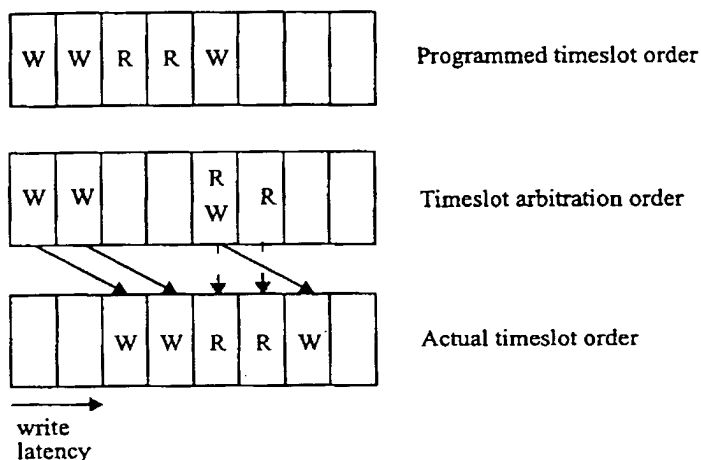 W W R R W Programmed timeslot order
R
W W W R Timeslot arbitration order
W W R R W Actual timeslot order
write
latency